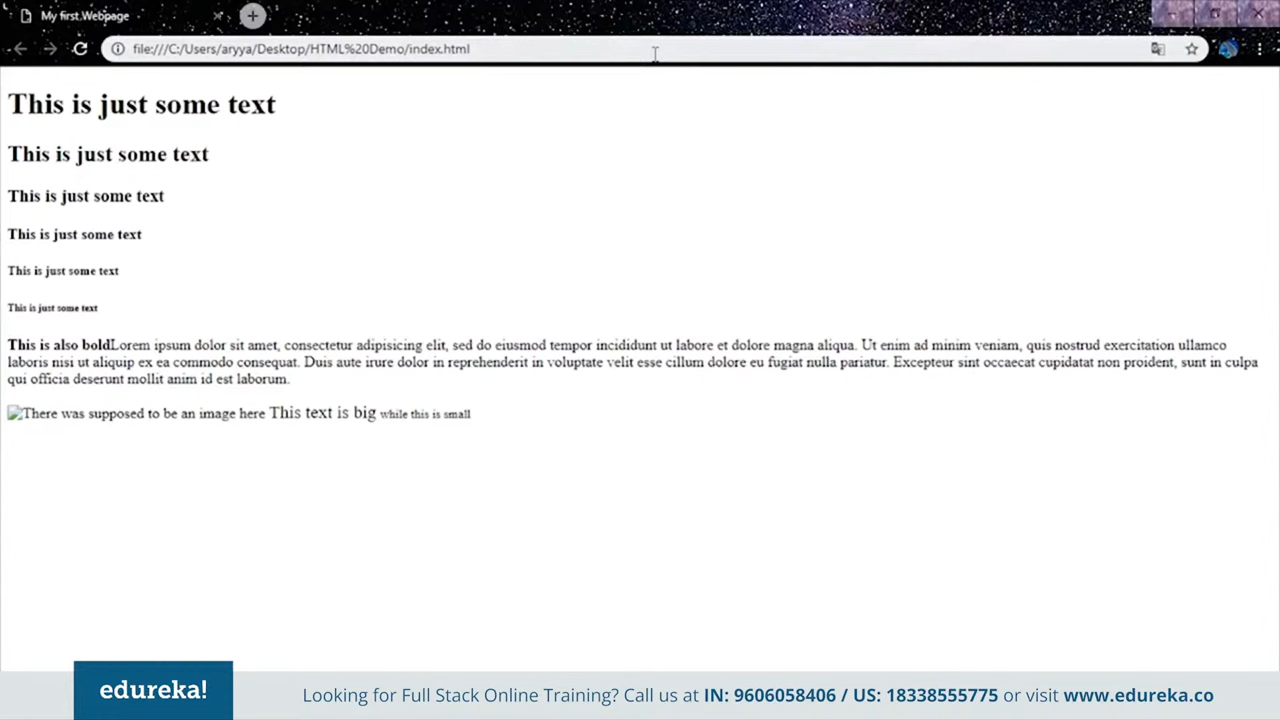 My first Webpage
file:///C:/Users/aryya/Desktop/HTML%20Demo/index.html
This is just some text
This is just some text
This is just some text
This is just some text
This is just some text
This is just some text
This is also boldLorem ipsum dolor sit amet, consectetur adipisicing elit, sed do eiusmod tempor incididunt ut labore et dolore magna aliqua. Ut enim ad minim veniam, quis nostrud exercitation ullamco
laboris nisi ut aliquip ex ea commodo consequat. Duis aute irure dolor in reprehenderit in voluptate velit esse cillum dolore eu fugiat nulla pariatur. Excepteur sint occaecat cupidatat non proident, sunt in culpa
qui officia deserunt mollit anim id est laborum.
There was supposed to be an image here This text is big while this is small
edureka!
Looking for Full Stack Online Training? Call us at IN: 9606058406 / US: 18338555775 or visit www.edureka.co